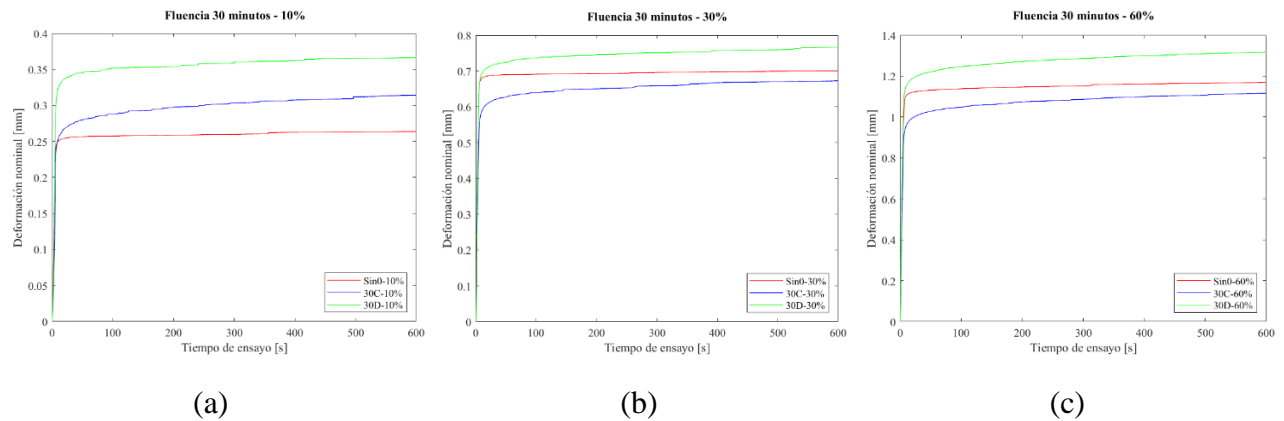 Fluencia 30 minutos - 10%
Deformación nominal [mm]
0.4
0.35
0.3
0.25
0.2
0.15
0.1
0.05
0
0 100 200 300 400 500 600
Tiempo de ensayo [s]
Sin0-10%
30C-10%
30D-10%
(a)
Fluencia 30 minutos - 30%
Deformación nominal [mm]
0.8
0.7
0.6
0.5
0.4
0.3
0.2
0.1
0
0 100 200 300 400 500 600
Tiempo de ensayo [s]
Sin0-30%
30C-30%
30D-30%
(b)
Fluencia 30 minutos - 60%
Deformación nominal [mm]
1.4
1.2
1
0.8
0.6
0.4
0.2
0
0 100 200 300 400 500 600
Tiempo de ensayo [s]
Sin0-60%
30C-60%
30D-60%
(c)